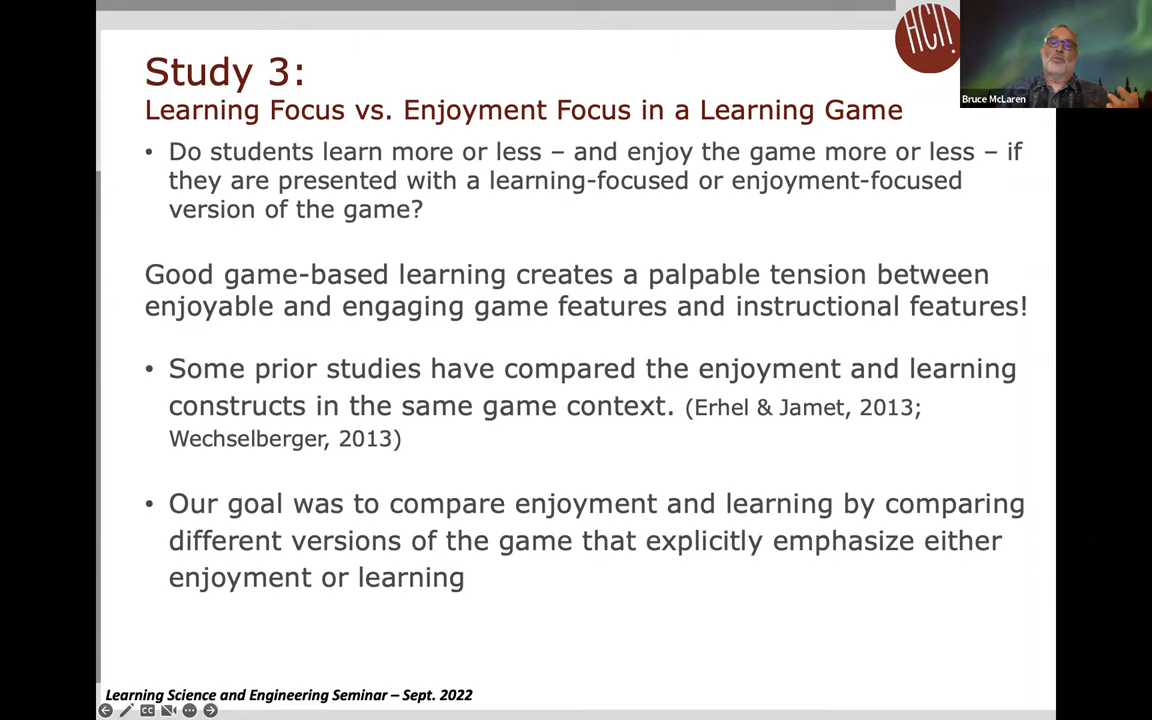 HCII
Bruce McLaren
Study 3:
Learning Focus vs. Enjoyment Focus in a Learning Game
• Do students learn more or less – and enjoy the game more or less – if
they are presented with a learning-focused or enjoyment-focused
version of the game?
Good game-based learning creates a palpable tension between
enjoyable and engaging game features and instructional features!
• Some prior studies have compared the enjoyment and learning
constructs in the same game context. (Erhel & Jamet, 2013;
Wechselberger, 2013)
• Our goal was to compare enjoyment and learning by comparing
different versions of the game that explicitly emphasize either
enjoyment or learning
Learning Science and Engineering Seminar – Sept. 2022
CC